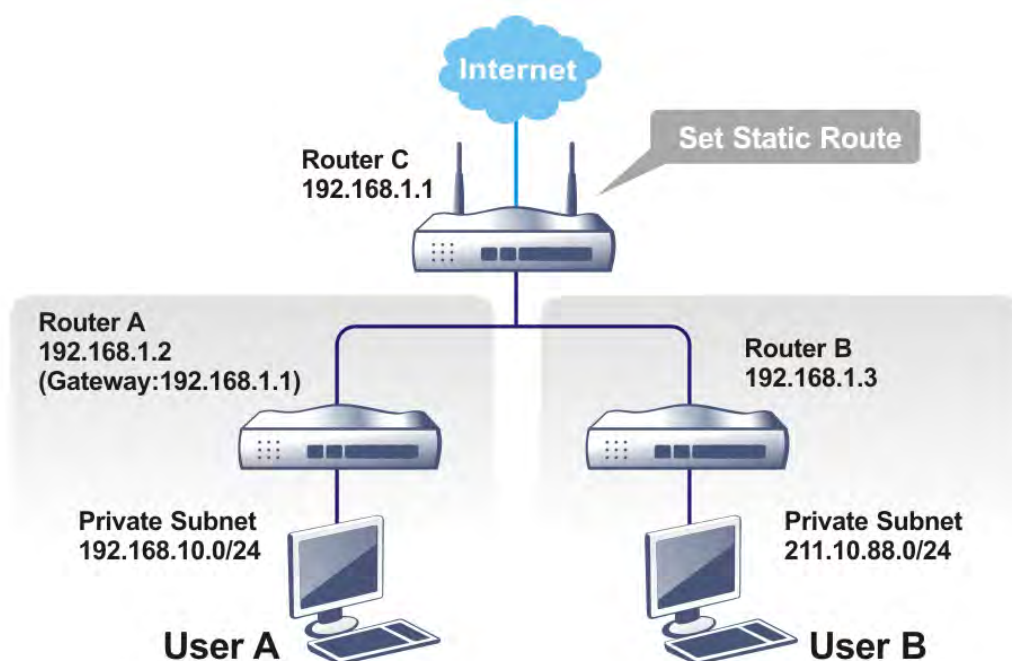 Internet
Set Static Route
Router C
192.168.1.1
Router A
192.168.1.2
(Gateway:192.168.1.1)
Router B
192.168.1.3
Private Subnet
192.168.10.0/24
Private Subnet
211.10.88.0/24
User A
User B